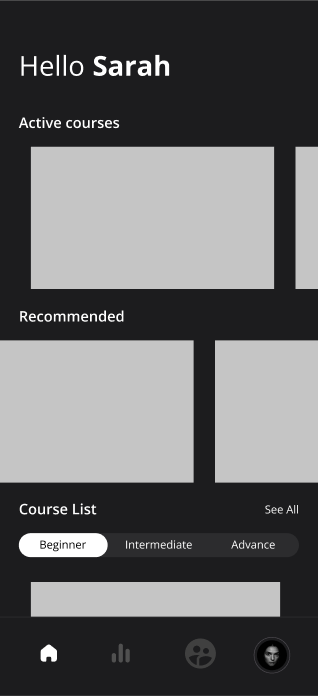 Hello Sarah
Active courses
Recommended
Course List See All
Beginner Intermediate Advance